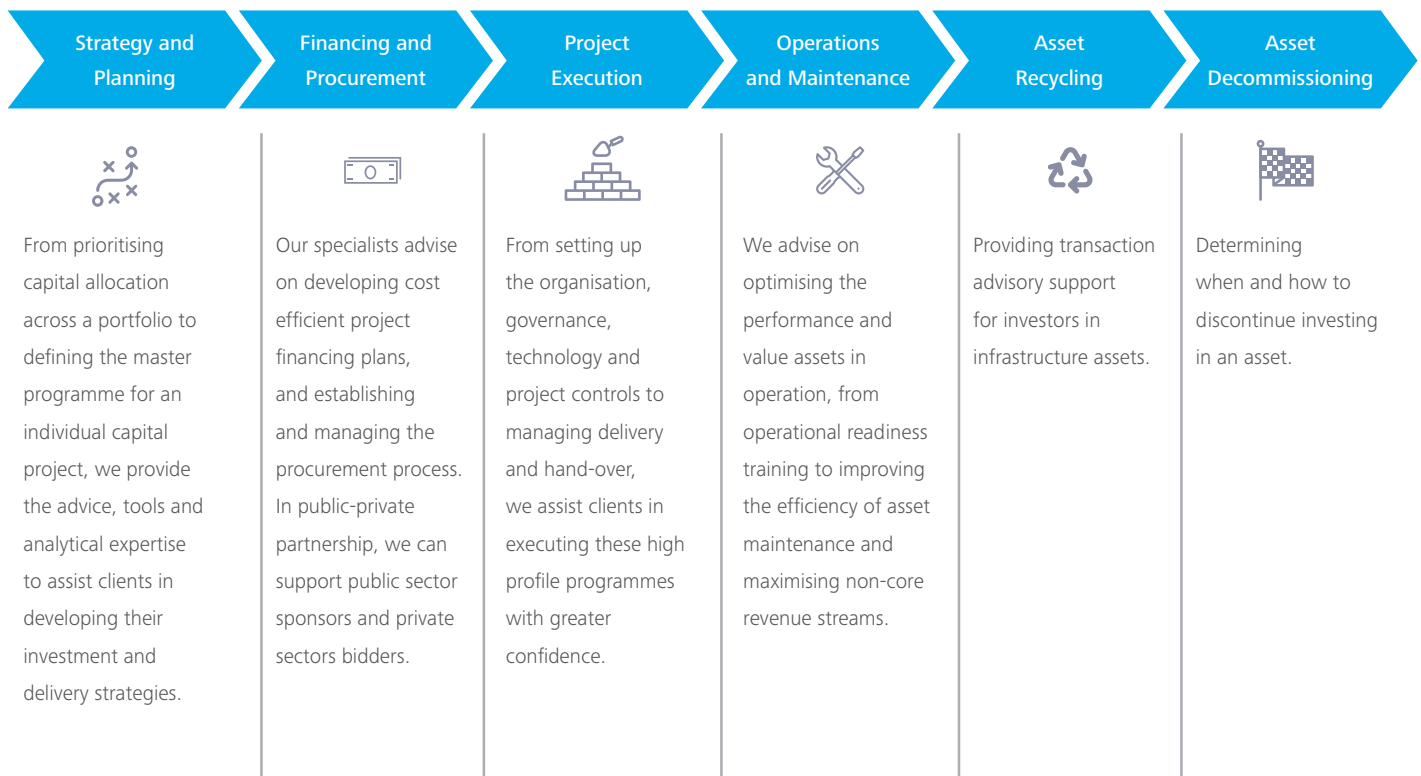 Strategy and
Planning
Financing and
Procurement
Project
Execution
Operations
and Maintenance
Asset
Recycling
Asset
Decommissioning
From prioritising
capital allocation
across a portfolio to
defining the master
programme for an
individual capital
project, we provide
the advice, tools and
analytical expertise
to assist clients in
developing their
investment and
delivery strategies.
Our specialists advise
on developing cost
efficient project
financing plans,
and establishing
and managing the
procurement process.
In public-private
partnership, we can
support public sector
sponsors and private
sectors bidders.
From setting up
the organisation,
governance,
technology and
project controls to
managing delivery
and hand-over,
we assist clients in
executing these high
profile programmes
with greater
confidence.
We advise on
optimising the
performance and
value assets in
operation, from
operational readiness
training to improving
the efficiency of asset
maintenance and
maximising non-core
revenue streams.
Providing transaction
advisory support
for investors in
infrastructure assets.
Determining
when and how to
discontinue investing
in an asset.